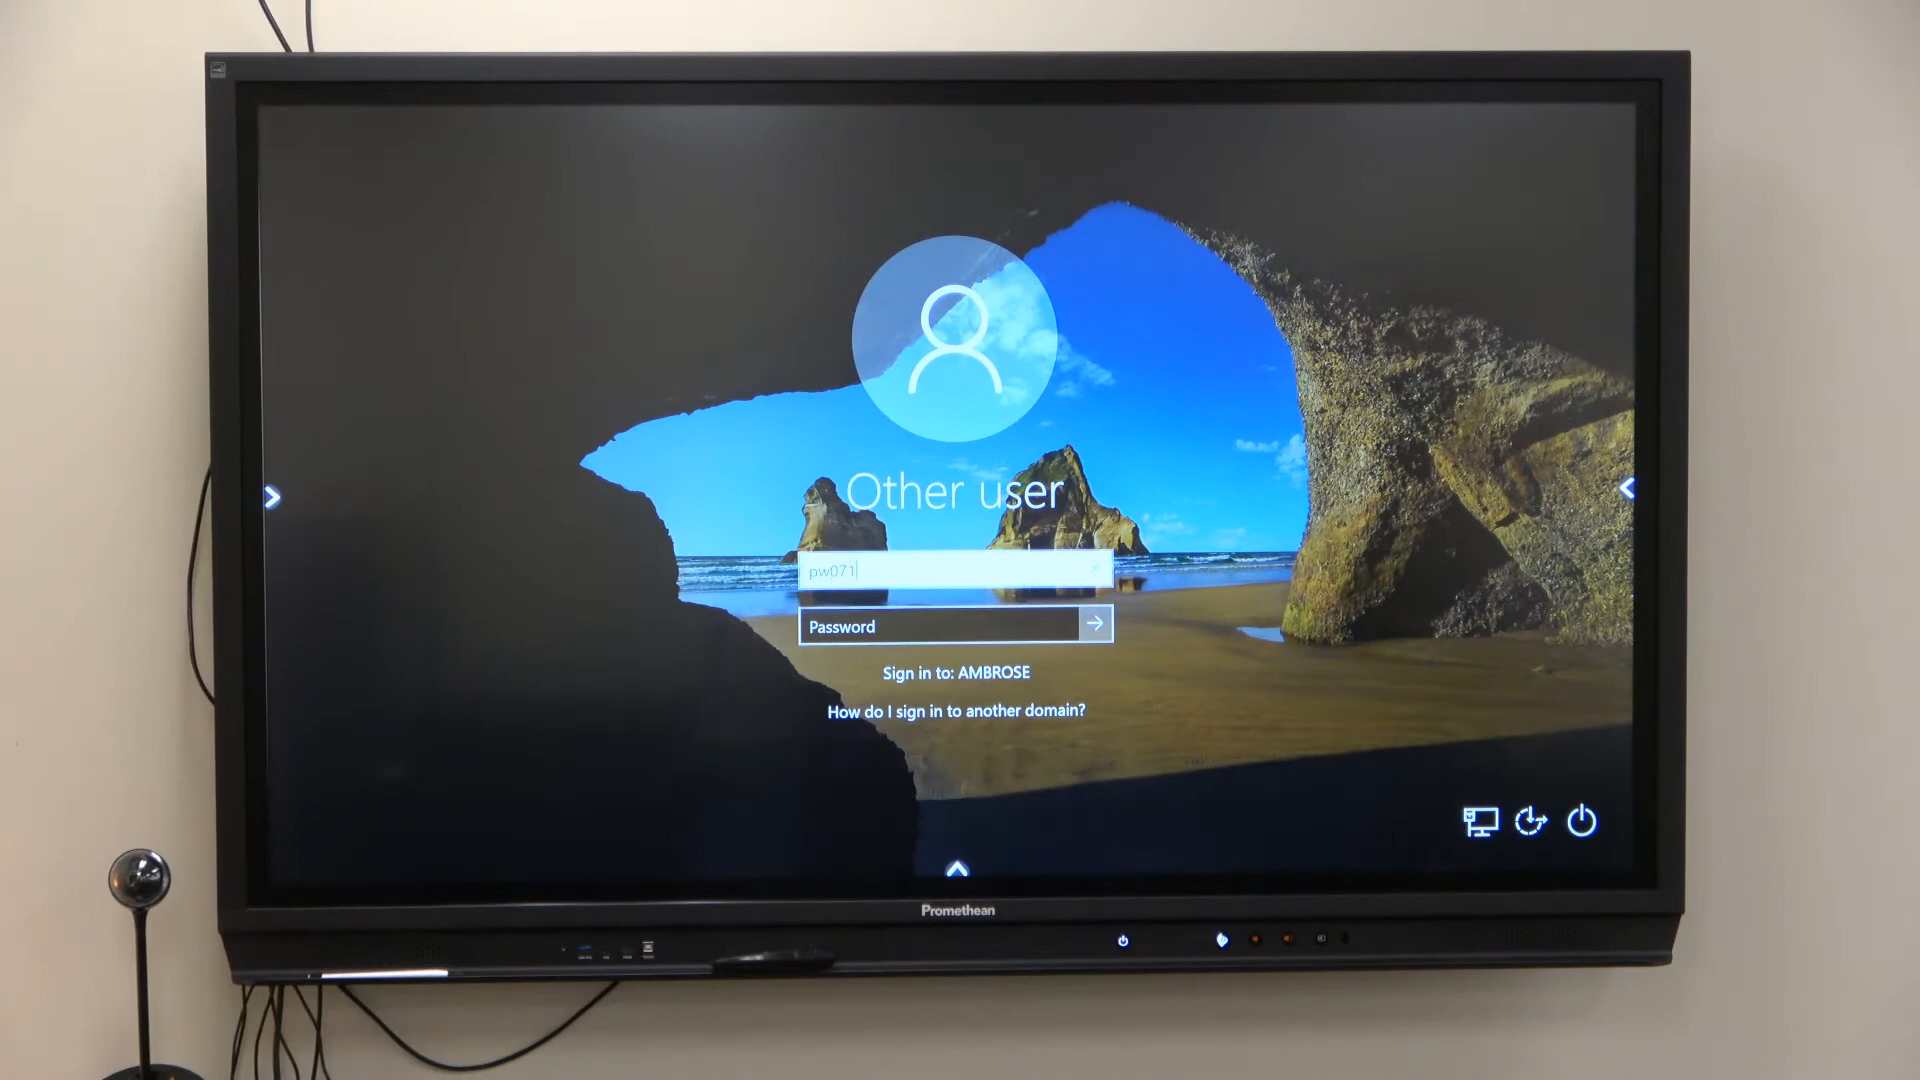 Other user
pw071
Password
Sign in to: AMBROSE
How do I sign in to another domain?
Promethean